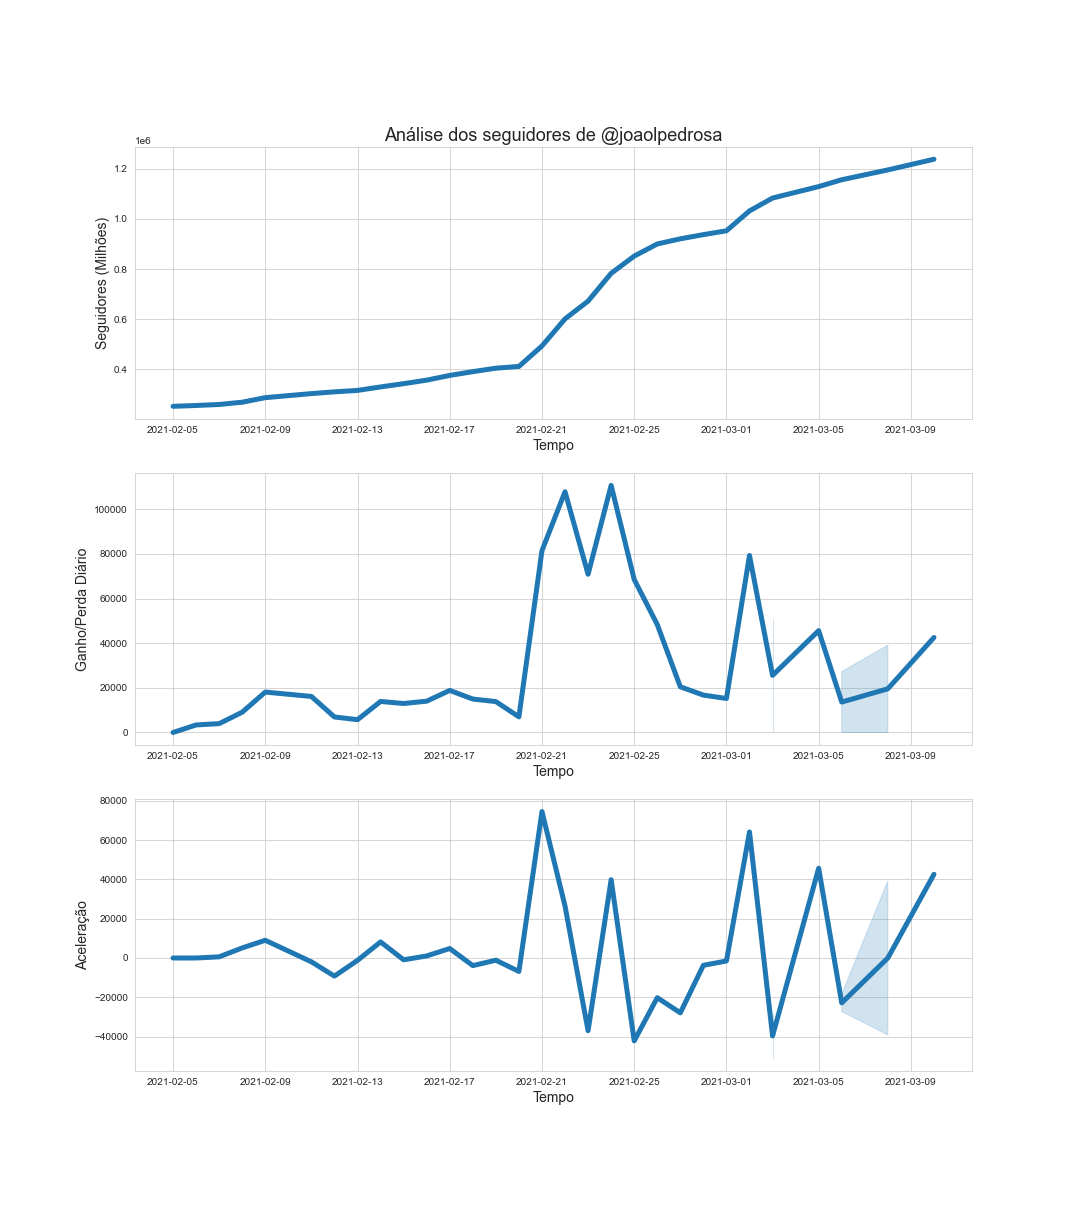 Análise dos seguidores de @joaolpedrosa
1e6
1.2
1.0
0.8
0.6
0.4
Seguidores (Milhões)
2021-02-05 2021-02-09 2021-02-13 2021-02-17 2021-02-21 2021-02-25 2021-03-01 2021-03-05 2021-03-09
Tempo
100000
80000
60000
40000
20000
0
Ganho/Perda Diário
2021-02-05 2021-02-09 2021-02-13 2021-02-17 2021-02-21 2021-02-25 2021-03-01 2021-03-05 2021-03-09
Tempo
80000
60000
40000
20000
0
−20000
−40000
Aceleração
2021-02-05 2021-02-09 2021-02-13 2021-02-17 2021-02-21 2021-02-25 2021-03-01 2021-03-05 2021-03-09
Tempo